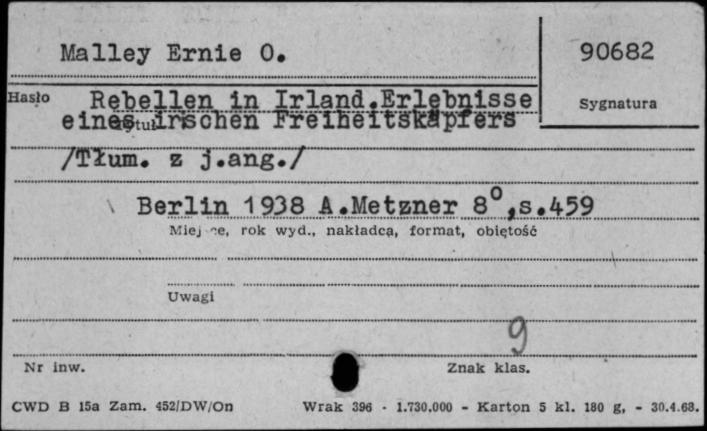 Malley Ernie O.
90682
Hasło
Rebellen in Irland.Erlebnisse
Sygnatura
eines irischen Freiheitskäpfers
/Tłum. z j.ang./
Berlin 1938 A.Metzner 8°,s.459
Miejsce, rok wyd., nakładca, format, obiętość
Uwagi
9
Nr inw.
Znak klas.
CWD B 15a Zam. 452/DW/On
Wrak 396 - 1.730.000 - Karton 5 kl. 180 g, - 30.4.68.